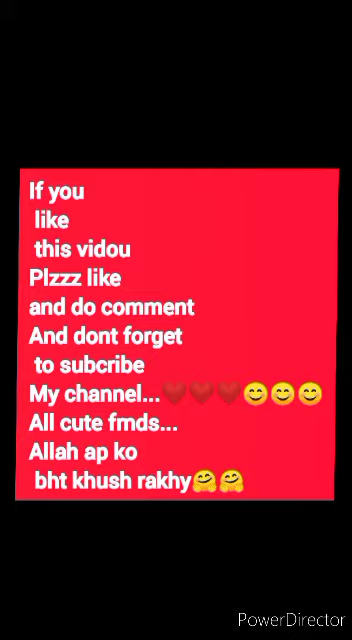 If you
like
this vidou
Plzzz like
and do comment
And dont forget
to subcribe
My channel...❤️❤️❤️😊😊😊
All cute fmds...
Allah ap ko
bht khush rakhy🤗🤗
PowerDirector